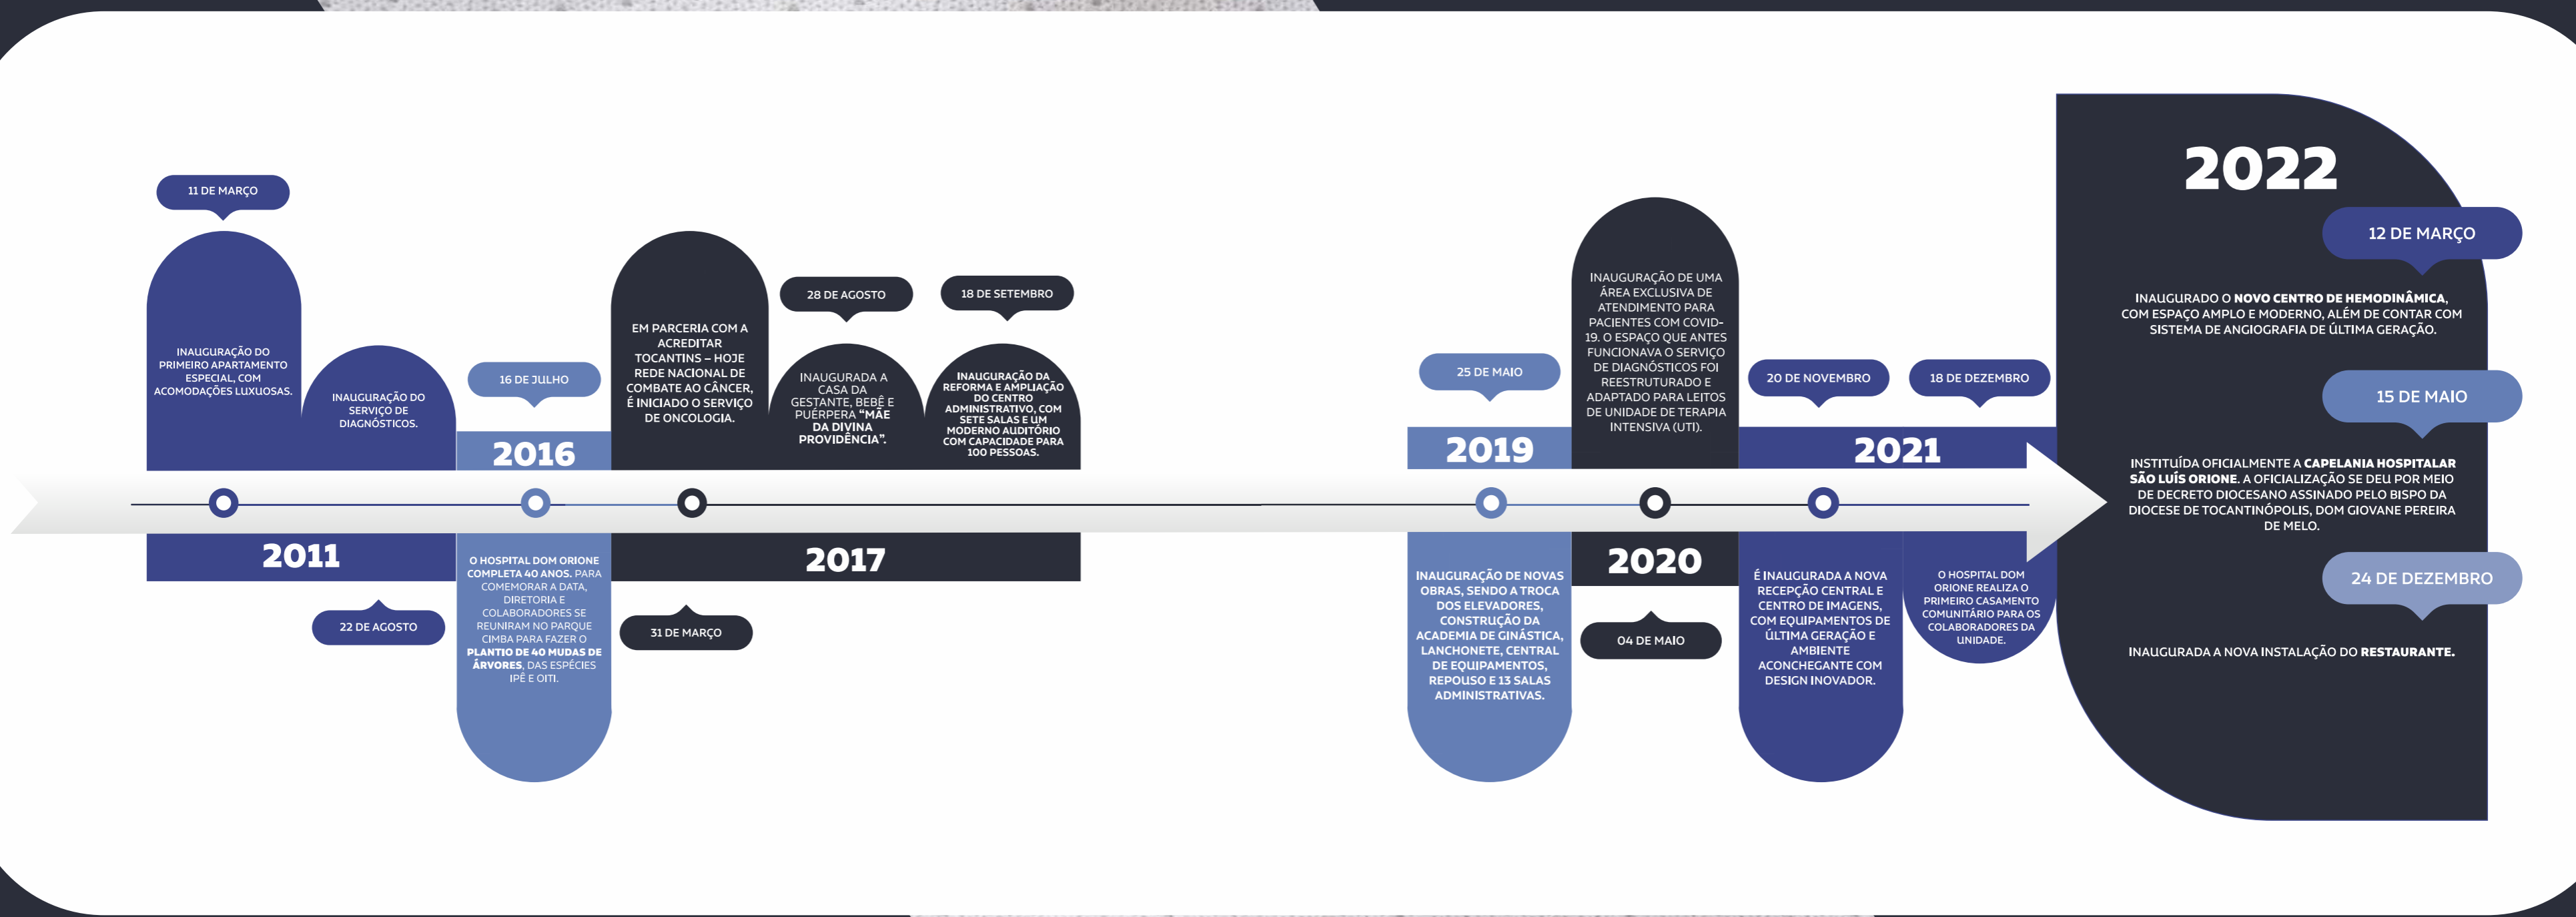 11 DE MARÇO
INAUGURAÇÃO DO
PRIMEIRO APARTAMENTO
ESPECIAL, COM
ACOMODAÇÕES LUXUOSAS.
2011
INAUGURAÇÃO DO
SERVIÇO DE
DIAGNÓSTICOS.
22 DE AGOSTO
16 DE JULHO
2016
O HOSPITAL DOM ORIONE
COMPLETA 40 ANOS. PARA
COMEMORAR A DATA,
DIRETORIA E
COLABORADORES SE
REUNIRAM NO PARQUE
CIMBA PARA FAZER O
PLANTIO DE 40 MUDAS DE
ÁRVORES, DAS ESPÉCIES
IPÊ E OITI.
EM PARCERIA COM A
ACREDITAR
TOCANTINS – HOJE
REDE NACIONAL DE
COMBATE AO CÂNCER,
É INICIADO O SERVIÇO
DE ONCOLOGIA.
31 DE MARÇO
2017
28 DE AGOSTO
INAUGURADA A
CASA DA
GESTANTE, BEBÊ E
PUÉRPERA “MÃE
DA DIVINA
PROVIDÊNCIA”.
18 DE SETEMBRO
INAUGURAÇÃO DA
REFORMA E AMPLIAÇÃO
DO CENTRO
ADMINISTRATIVO, COM
SETE SALAS E UM
MODERNO AUDITÓRIO
COM CAPACIDADE PARA
100 PESSOAS.
25 DE MAIO
2019
INAUGURAÇÃO DE NOVAS
OBRAS, SENDO A TROCA
DOS ELEVADORES,
CONSTRUÇÃO DA
ACADEMIA DE GINÁSTICA,
LANCHONETE, CENTRAL
DE EQUIPAMENTOS,
REPOUSO E 13 SALAS
ADMINISTRATIVAS.
INAUGURAÇÃO DE UMA
ÁREA EXCLUSIVA DE
ATENDIMENTO PARA
PACIENTES COM COVID-
19. O ESPAÇO QUE ANTES
FUNCIONAVA O SERVIÇO
DE DIAGNÓSTICOS FOI
REESTRUTURADO E
ADAPTADO PARA LEITOS
DE UNIDADE DE TERAPIA
INTENSIVA (UTI).
2020
04 DE MAIO
20 DE NOVEMBRO
18 DE DEZEMBRO
2021
É INAUGURADA A NOVA
RECEPÇÃO CENTRAL E
CENTRO DE IMAGENS,
COM EQUIPAMENTOS DE
ÚLTIMA GERAÇÃO E
AMBIENTE
ACONCHEGANTE COM
DESIGN INOVADOR.
O HOSPITAL DOM
ORIONE REALIZA O
PRIMEIRO CASAMENTO
COMUNITÁRIO PARA OS
COLABORADORES DA
UNIDADE.
2022
12 DE MARÇO
INAUGURADO O NOVO CENTRO DE HEMODINÂMICA,
COM ESPAÇO AMPLO E MODERNO, ALÉM DE CONTAR COM
SISTEMA DE ANGIOGRAFIA DE ÚLTIMA GERAÇÃO.
15 DE MAIO
INSTITUÍDA OFICIALMENTE A CAPELANIA HOSPITALAR
SÃO LUÍS ORIONE. A OFICIALIZAÇÃO SE DEU POR MEIO
DE DECRETO DIOCESANO ASSINADO PELO BISPO DA
DIOCESE DE TOCANTINÓPOLIS, DOM GIOVANE PEREIRA
DE MELO.
24 DE DEZEMBRO
INAUGURADA A NOVA INSTALAÇÃO DO RESTAURANTE.